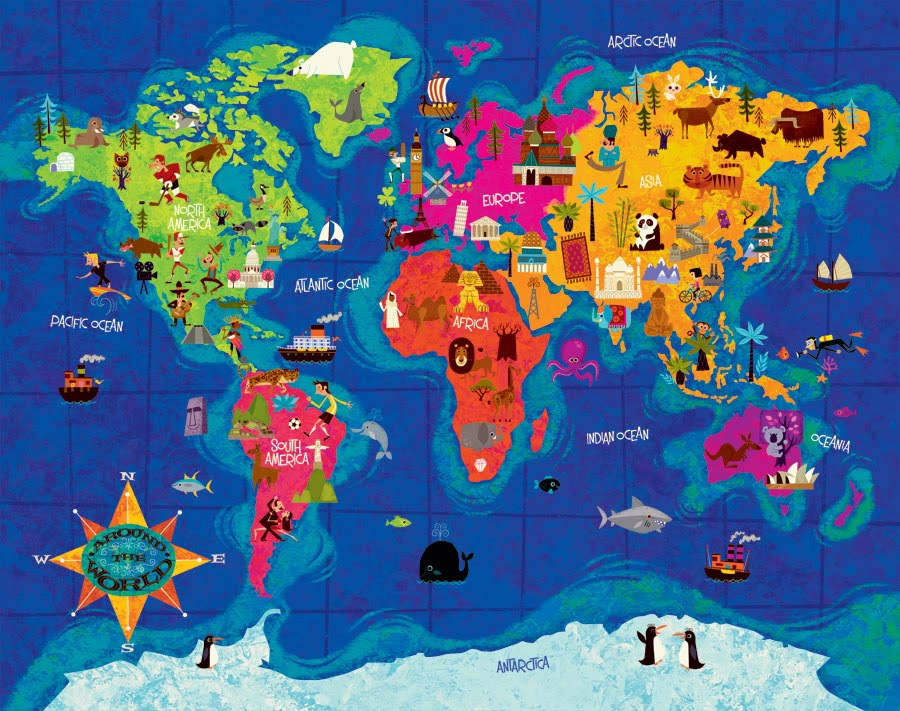 ARCTIC OCEAN
ASIA
EUROPE
NORTH
AMERICA
ATLANTIC OCEAN
PACIFIC OCEAN
AFRICA
SOUTH
AMERICA
INDIAN OCEAN
OCEANIA
N
W
E
S
AROUND
THE
WORLD
ANTARCTICA